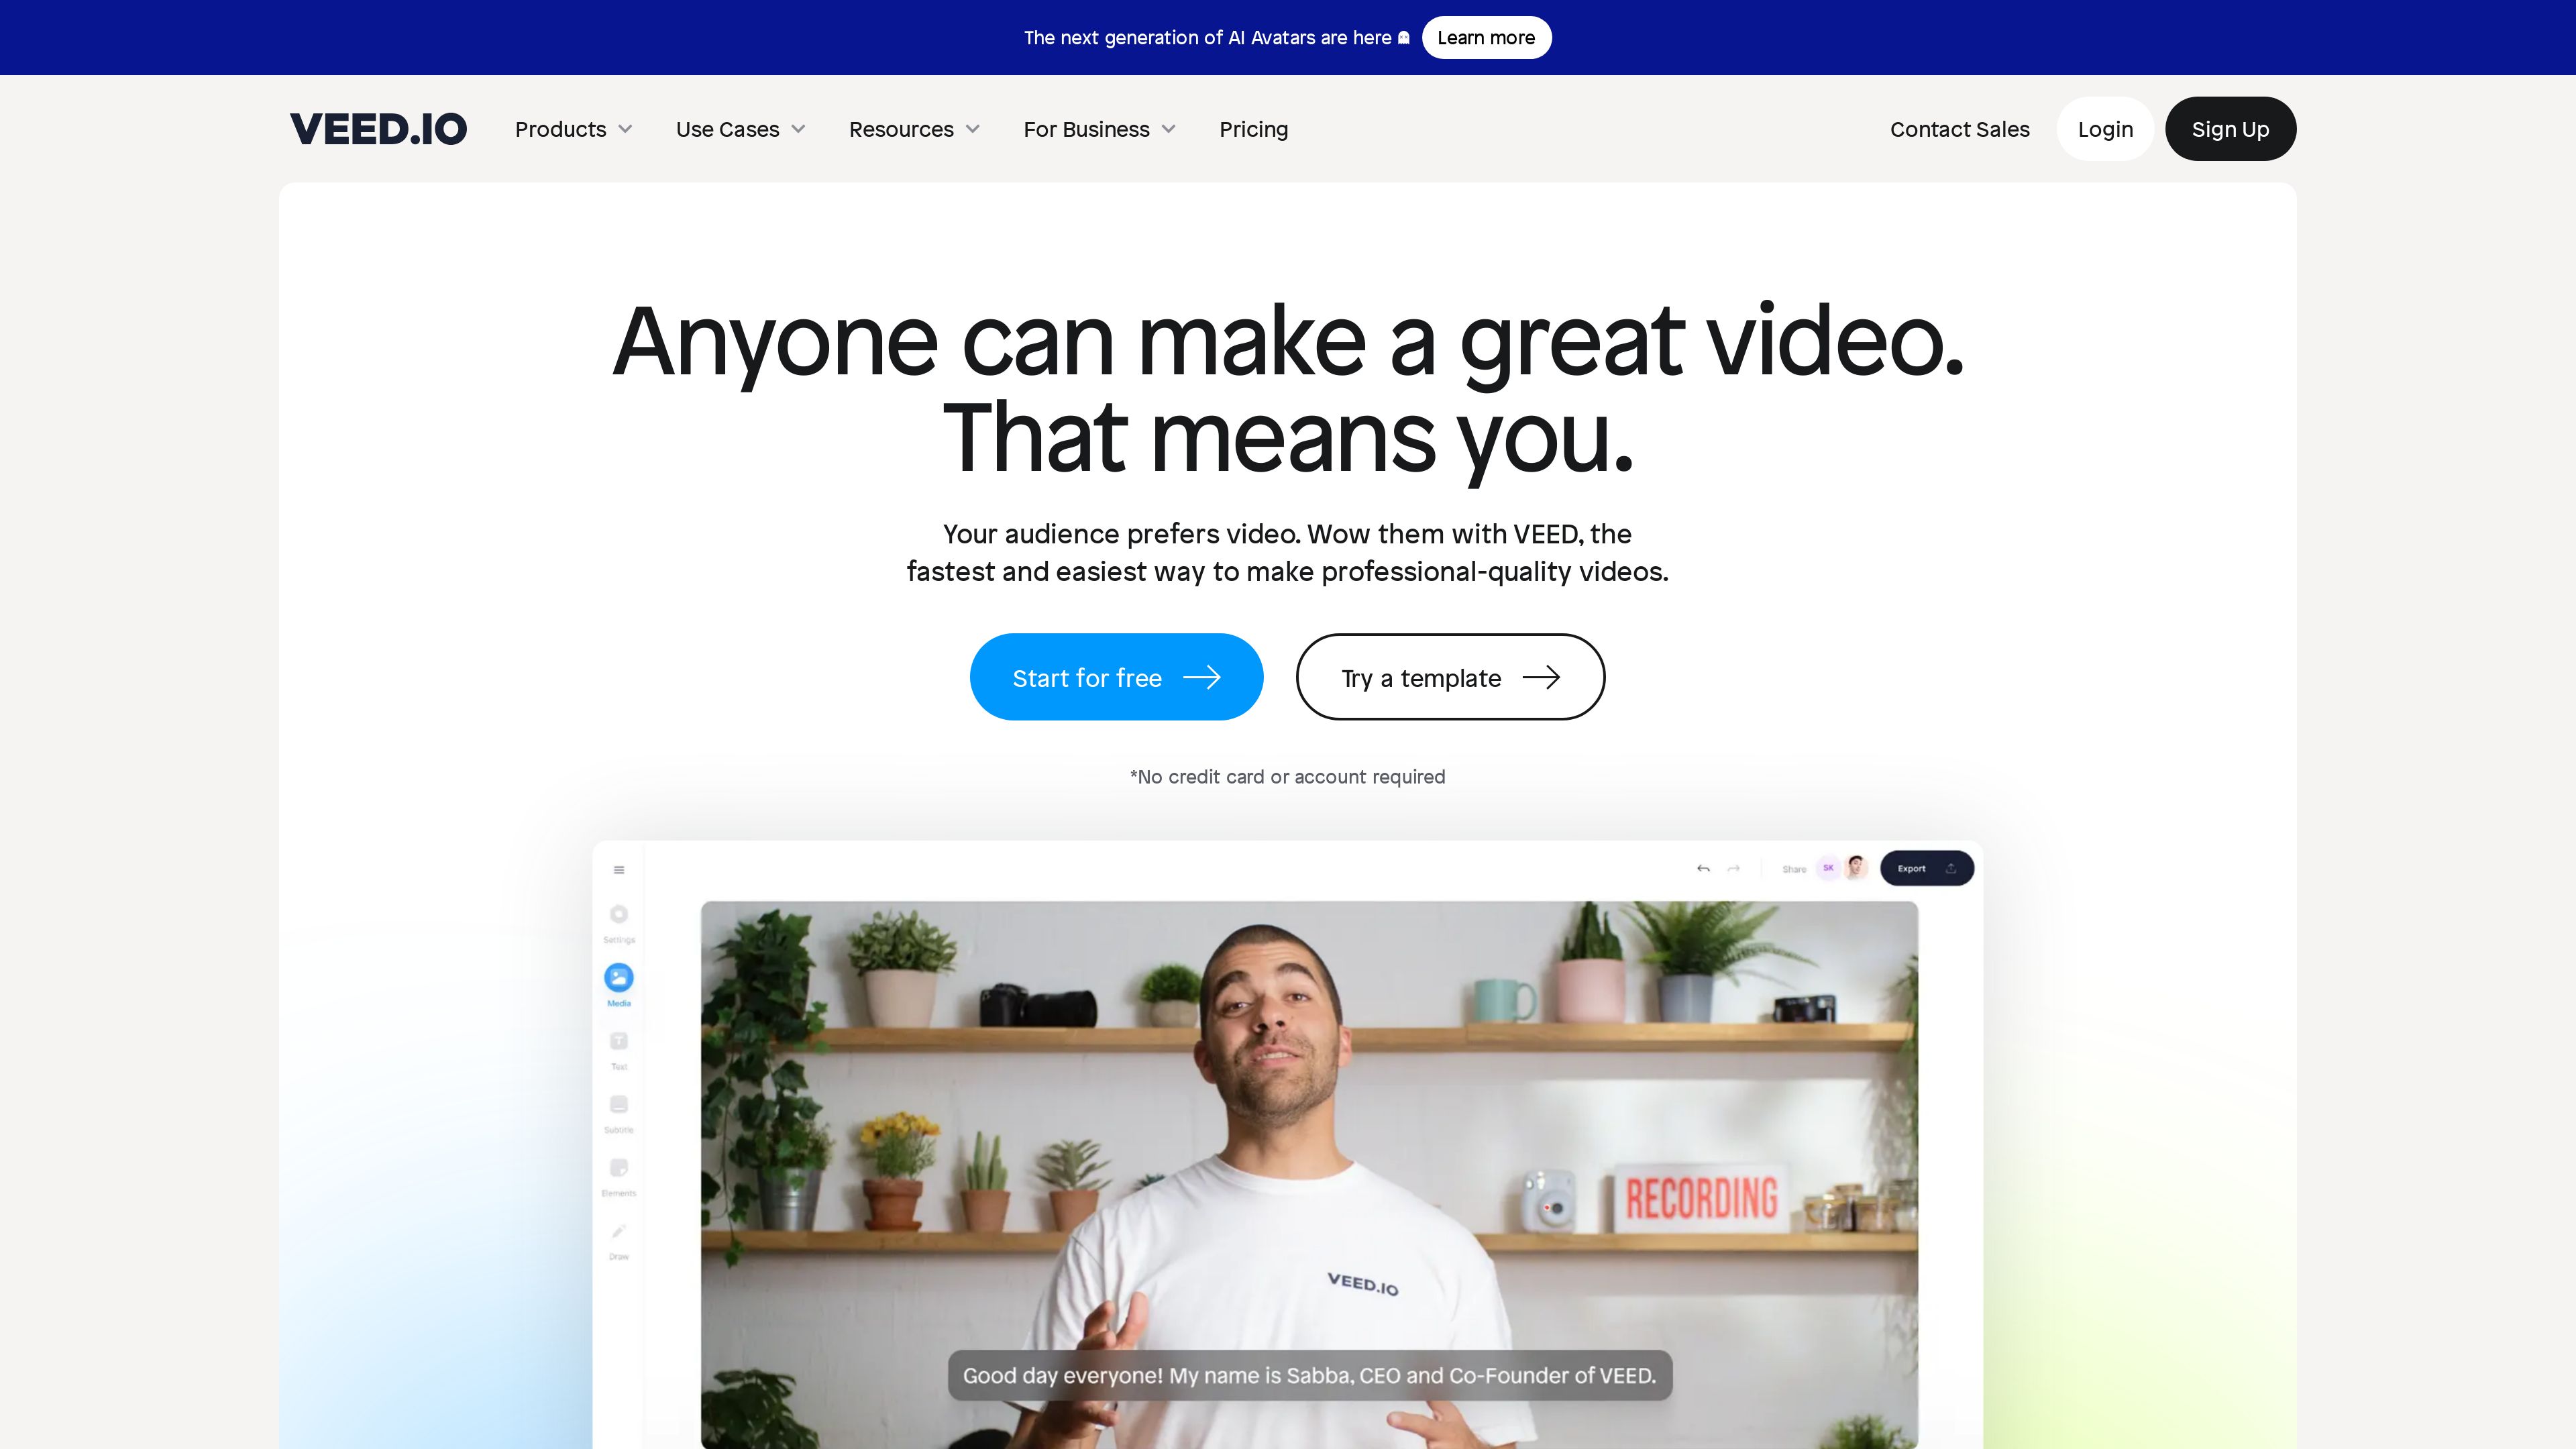 The next generation of AI Avatars are here
Learn more
VEED.IO
Products
Use Cases
Resources
For Business
Pricing
Contact Sales
Login
Sign Up
Anyone can make a great video.
That means you.
Your audience prefers video. Wow them with VEED, the
fastest and easiest way to make professional-quality videos.
Start for free
Try a template
*No credit card or account required
Share
SK
Export
Settings
Media
Text
Subtitle
Elements
Draw
RECORDING
VEED.IO
Good day everyone! My name is Sabba, CEO and Co-Founder of VEED.